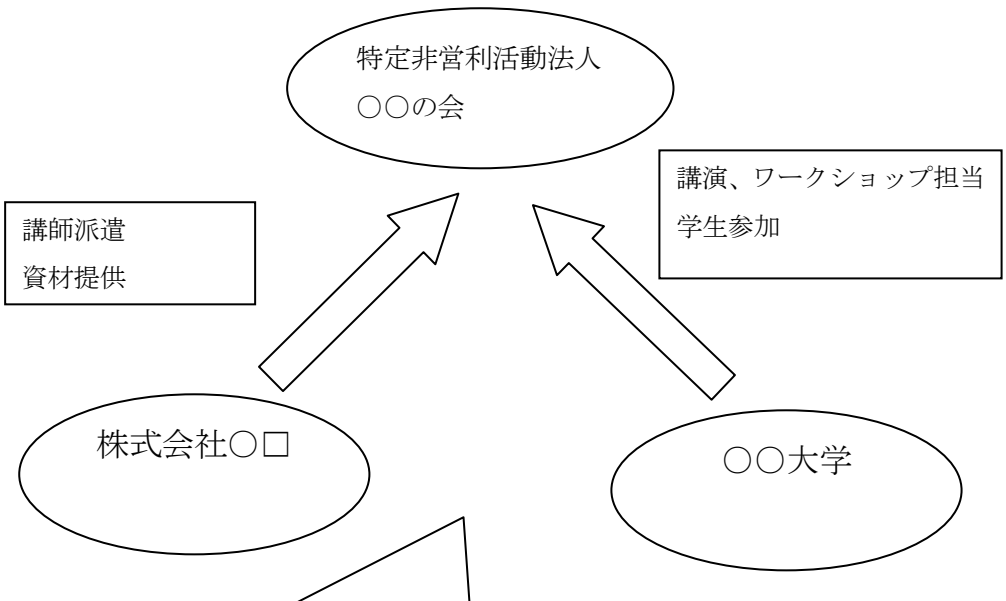 特定非営利活動法人
○○の会
講演、ワークショップ担当
学生参加
講師派遣
資材提供
株式会社○□
○○大学